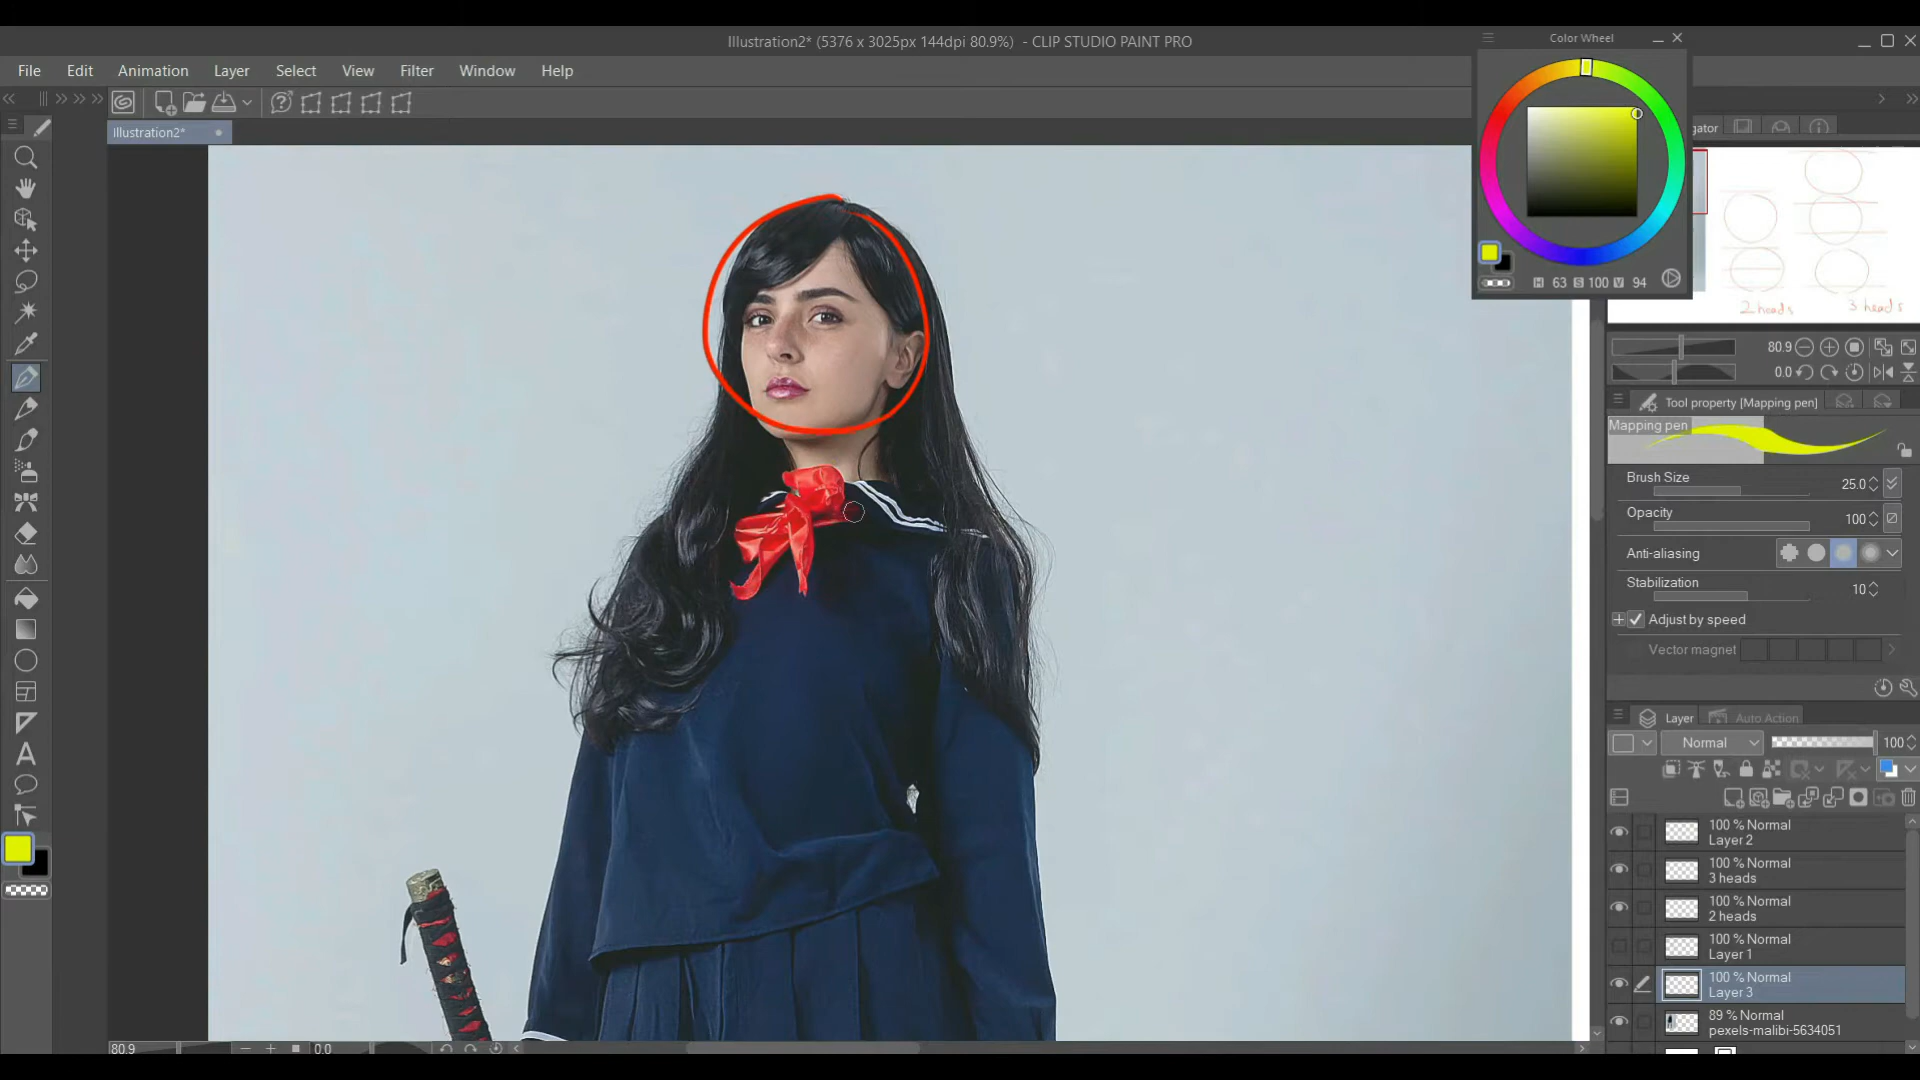 Illustration2* (5376 x 3025px 144dpi 80.9%) - CLIP STUDIO PAINT PRO
Color Wheel
File Edit Animation Layer Select View Filter Window Help
Illustration2*
gator
H 63 S 100 V 94
2 heads 3 heads
80.9
0.0
Tool property [Mapping pen]
Mapping pen
Brush Size 25.0
Opacity 100
Anti-aliasing
Stabilization 10
Adjust by speed
Vector magnet
Layer Auto Action
Normal 100
100 % Normal
Layer 2
100 % Normal
3 heads
100 % Normal
2 heads
100 % Normal
Layer 1
100 % Normal
Layer 3
89 % Normal
pexels-malibi-5634051
80.9 0.0